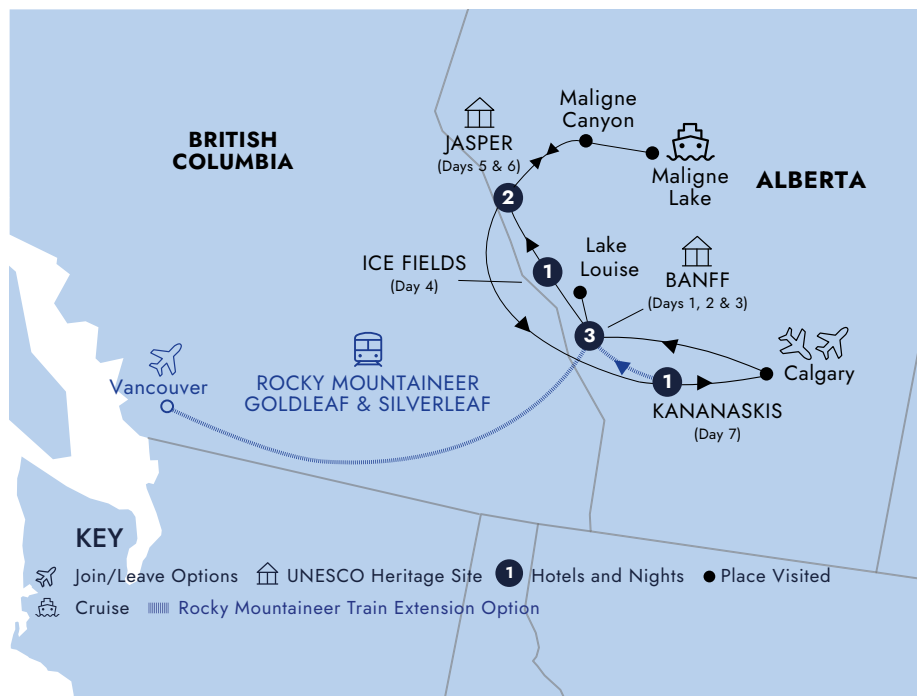 Maligne
Canyon
JASPER
(Days 5 & 6)
BRITISH
COLUMBIA
Maligne
Lake
ALBERTA
2
Lake
Louise
ICE FIELDS
(Day 4)
1
BANFF
(Days 1, 2 & 3)
3
Vancouver
ROCKY MOUNTAINEER
GOLDLEAF & SILVERLEAF
1
Calgary
KANANASKIS
(Day 7)
KEY
Join/Leave Options
UNESCO Heritage Site
1 Hotels and Nights
Place Visited
Cruise
Rocky Mountaineer Train Extension Option